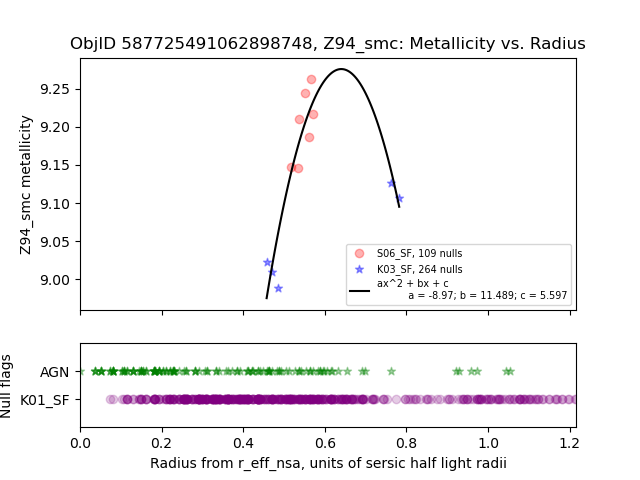 ObjID 587725491062898748, Z94_smc: Metallicity vs. Radius
9.25
9.20
9.15
9.10
9.05
9.00
Z94_smc metallicity
S06_SF, 109 nulls
K03_SF, 264 nulls
ax^2 + bx + c
a = -8.97; b = 11.489; c = 5.597
Null flags
AGN
K01_SF
0.0 0.2 0.4 0.6 0.8 1.0 1.2
Radius from r_eff_nsa, units of sersic half light radii